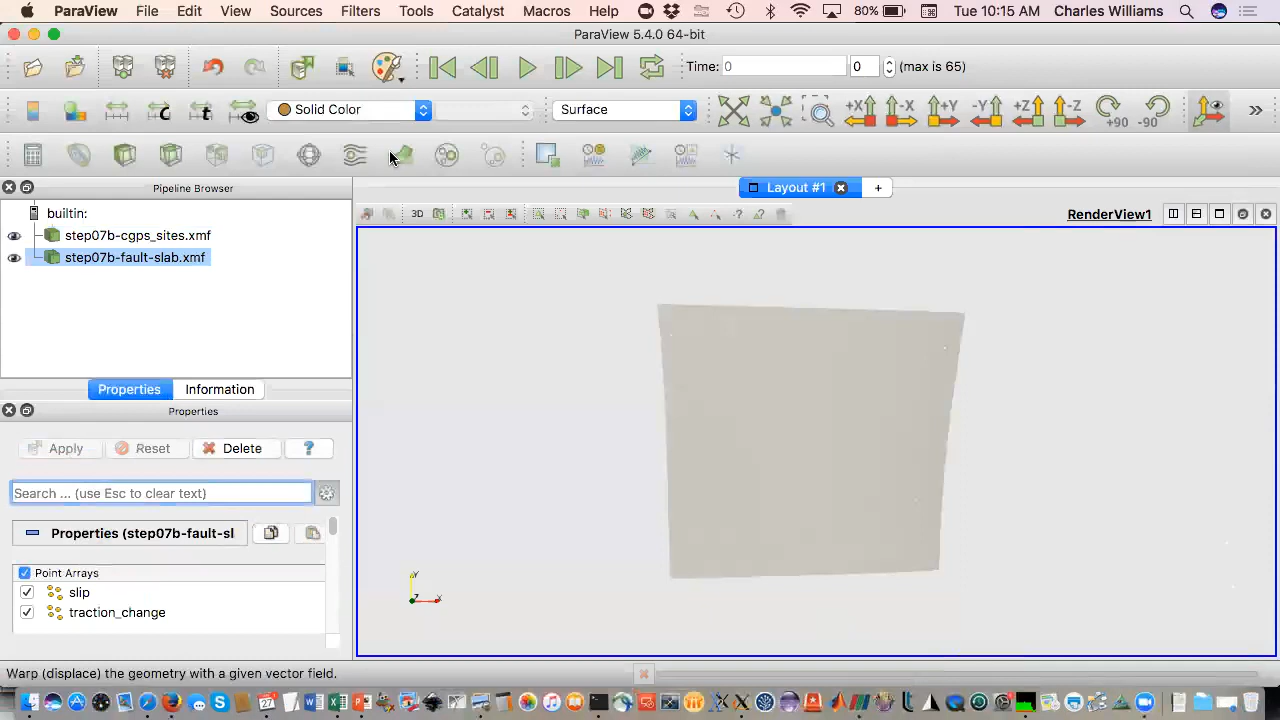 ParaView File Edit View Sources Filters Tools Catalyst Macros Help 80% Tue 10:15 AM Charles Williams
ParaView 5.4.0 64-bit
Time: 0 0 (max is 65)
Solid Color Surface +X -X +Y -Y +Z -Z +90 -90 »
Pipeline Browser
Layout #1 +
builtin:
step07b-cgps_sites.xmf
step07b-fault-slab.xmf
3D RenderView1
Properties Information
Properties
Apply Reset Delete ?
Search ... (use Esc to clear text)
Properties (step07b-fault-sl
Point Arrays
slip
traction_change
Y
Z X
Warp (displace) the geometry with a given vector field.